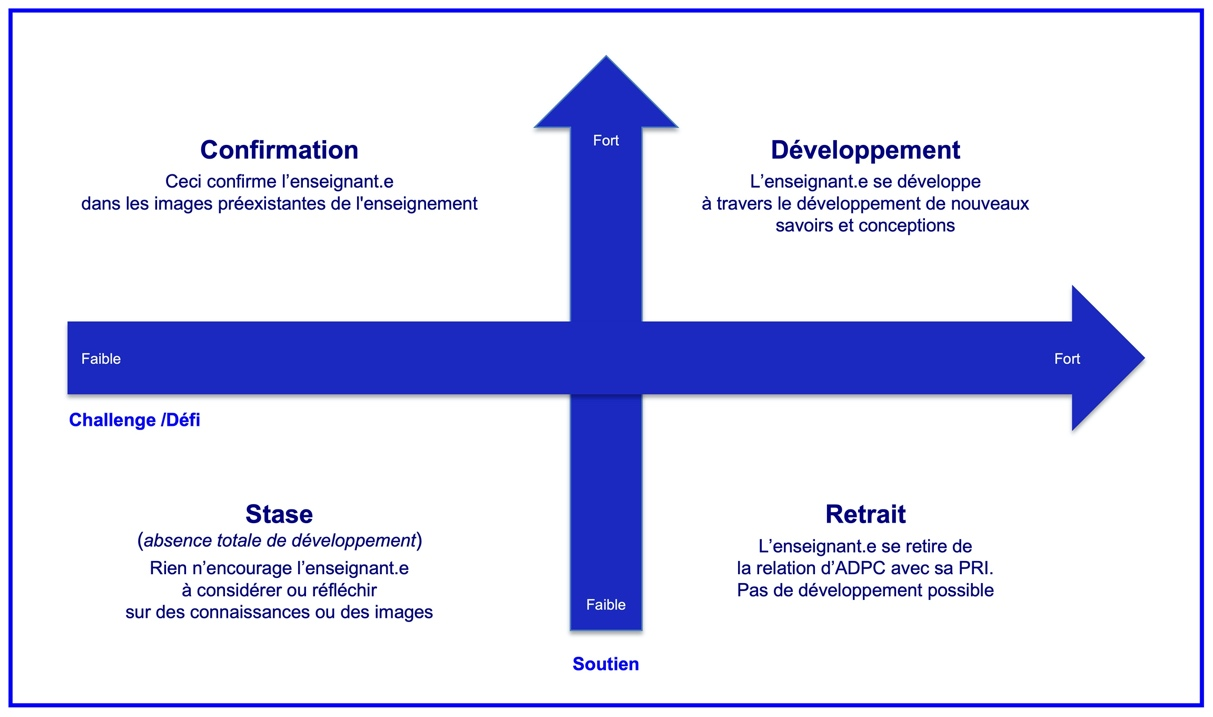 Fort
Confirmation
Ceci confirme l’enseignant.e
dans les images préexistantes de l'enseignement
Développement
L’enseignant.e se développe
à travers le développement de nouveaux
savoirs et conceptions
Faible
Fort
Challenge /Défi
Stase
(absence totale de développement)
Rien n’encourage l’enseignant.e
à considérer ou réfléchir
sur des connaissances ou des images
Retrait
L’enseignant.e se retire de
la relation d’ADPC avec sa PRI.
Pas de développement possible
Faible
Soutien